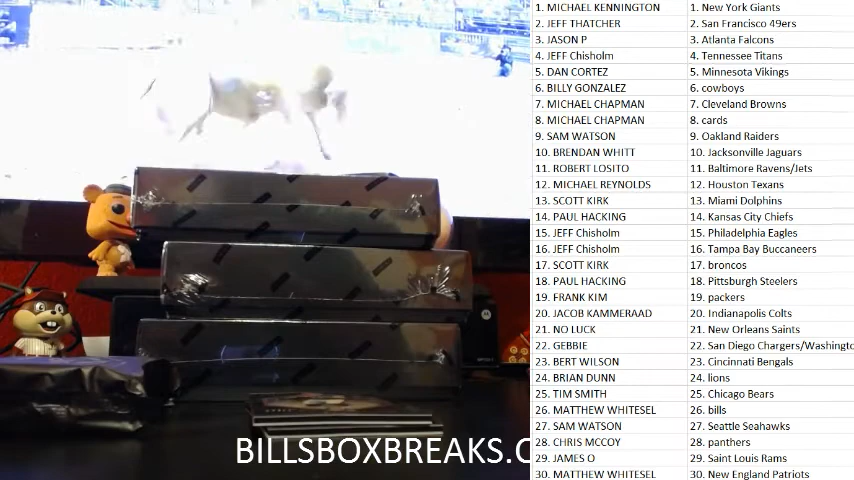 1. MICHAEL KENNINGTON 1. New York Giants
2. JEFF THATCHER 2. San Francisco 49ers
3. JASON P 3. Atlanta Falcons
4. JEFF Chisholm 4. Tennessee Titans
5. DAN CORTEZ 5. Minnesota Vikings
6. BILLY GONZALEZ 6. cowboys
7. MICHAEL CHAPMAN 7. Cleveland Browns
8. MICHAEL CHAPMAN 8. cards
9. SAM WATSON 9. Oakland Raiders
10. BRENDAN WHITT 10. Jacksonville Jaguars
11. ROBERT LOSITO 11. Baltimore Ravens/Jets
12. MICHAEL REYNOLDS 12. Houston Texans
13. SCOTT KIRK 13. Miami Dolphins
14. PAUL HACKING 14. Kansas City Chiefs
15. JEFF Chisholm 15. Philadelphia Eagles
16. JEFF Chisholm 16. Tampa Bay Buccaneers
17. SCOTT KIRK 17. broncos
18. PAUL HACKING 18. Pittsburgh Steelers
19. FRANK KIM 19. packers
20. JACOB KAMMERAAD 20. Indianapolis Colts
21. NO LUCK 21. New Orleans Saints
22. GEBBIE 22. San Diego Chargers/Washingto
23. BERT WILSON 23. Cincinnati Bengals
24. BRIAN DUNN 24. lions
25. TIM SMITH 25. Chicago Bears
26. MATTHEW WHITESEL 26. bills
27. SAM WATSON 27. Seattle Seahawks
28. CHRIS MCCOY 28. panthers
29. JAMES O 29. Saint Louis Rams
30. MATTHEW WHITESEL 30. New England Patriots
BILLSBOXBREAKS.C